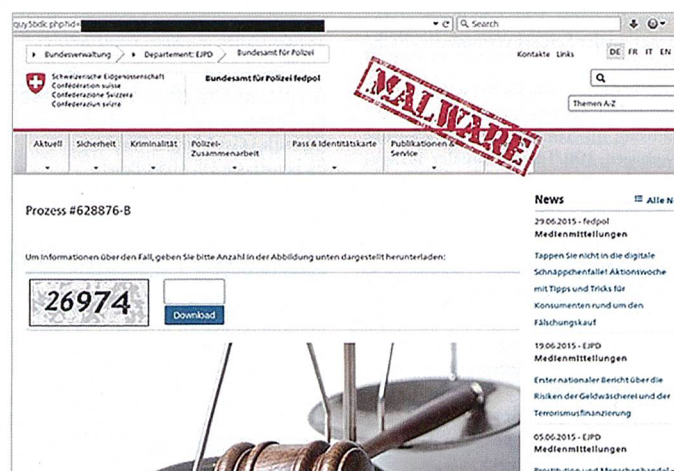 quy5bdk.php?id=
Search
Bundesverwaltung
Departement: EJPD
Bundesamt für Polizei
Kontakte Links
DE FR IT EN
Schweizerische Eidgenossenschaft
Confédération suisse
Confederazione Svizzera
Confederaziun svizra
Bundesamt für Polizei fedpol
MALWARE
Themen A-Z
Aktuell
Sicherheit
Kriminalität
Polizei-
Zusammenarbeit
Pass & Identitätskarte
Publikationen &
Service
Prozess #628876-B
Um Informationen über den Fall, geben Sie bitte Anzahl in der Abbildung unten dargestellt herunterladen:
26974
Download
News
Alle N
29.06.2015 - fedpol
Medienmitteilungen
Tappen Sie nicht in die digitale
Schnäppchenfalle! Aktionswoche
mit Tipps und Tricks für
Konsumenten rund um den
Fälschungskauf
19.06.2015 - EJPD
Medienmitteilungen
Erster nationaler Bericht über die
Risiken der Geldwäscherei und der
Terrorismusfinanzierung
05.06.2015 - EJPD
Medienmitteilungen
Prostitution und Menschenhandel